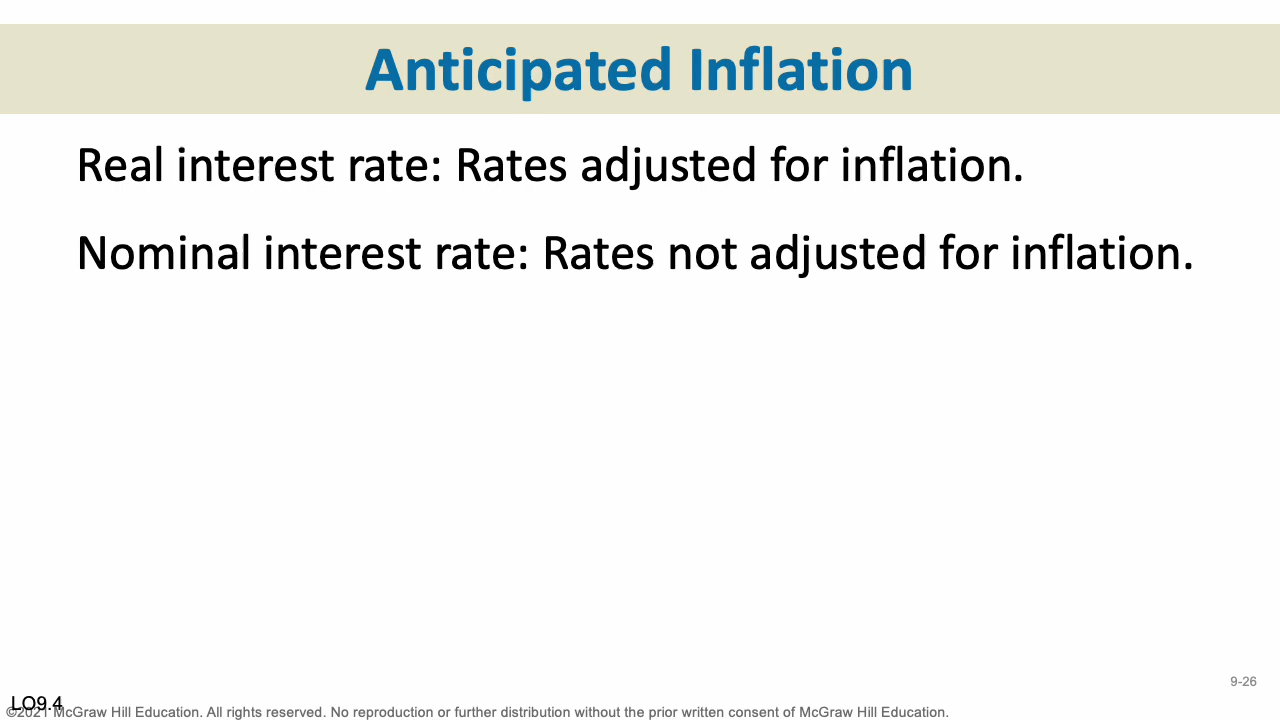 Anticipated Inflation
Real interest rate: Rates adjusted for inflation.
Nominal interest rate: Rates not adjusted for inflation.
9-26
LO9.4
©2021 McGraw Hill Education. All rights reserved. No reproduction or further distribution without the prior written consent of McGraw Hill Education.